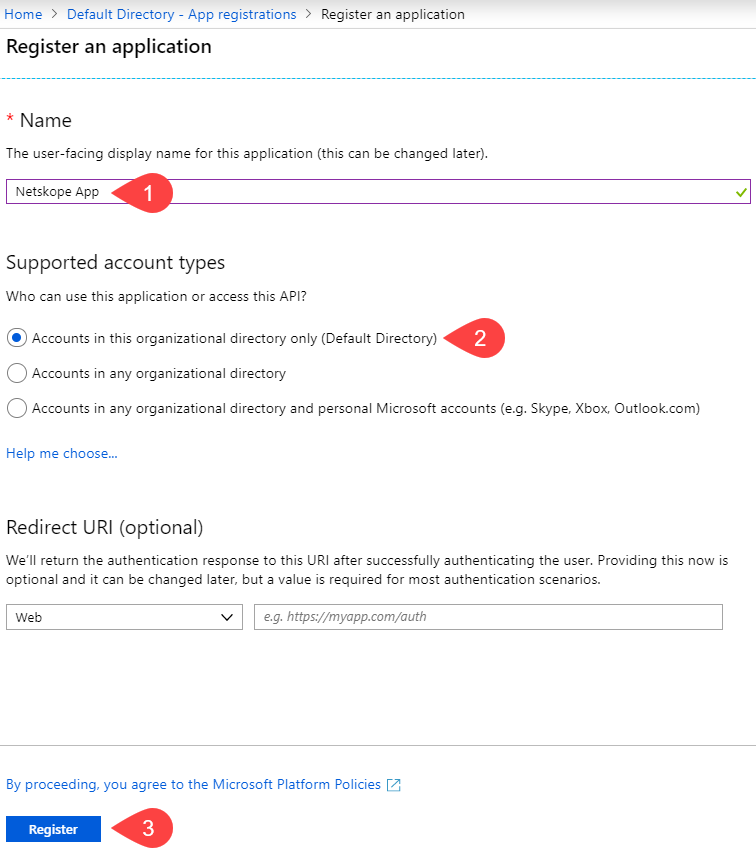 Home > Default Directory - App registrations > Register an application
Register an application
* Name
The user-facing display name for this application (this can be changed later).
Netskope App 1
Supported account types
Who can use this application or access this API?
Accounts in this organizational directory only (Default Directory) 2
Accounts in any organizational directory
Accounts in any organizational directory and personal Microsoft accounts (e.g. Skype, Xbox, Outlook.com)
Help me choose...
Redirect URI (optional)
We'll return the authentication response to this URI after successfully authenticating the user. Providing this now is
optional and it can be changed later, but a value is required for most authentication scenarios.
Web e.g. https://myapp.com/auth
By proceeding, you agree to the Microsoft Platform Policies
Register 3